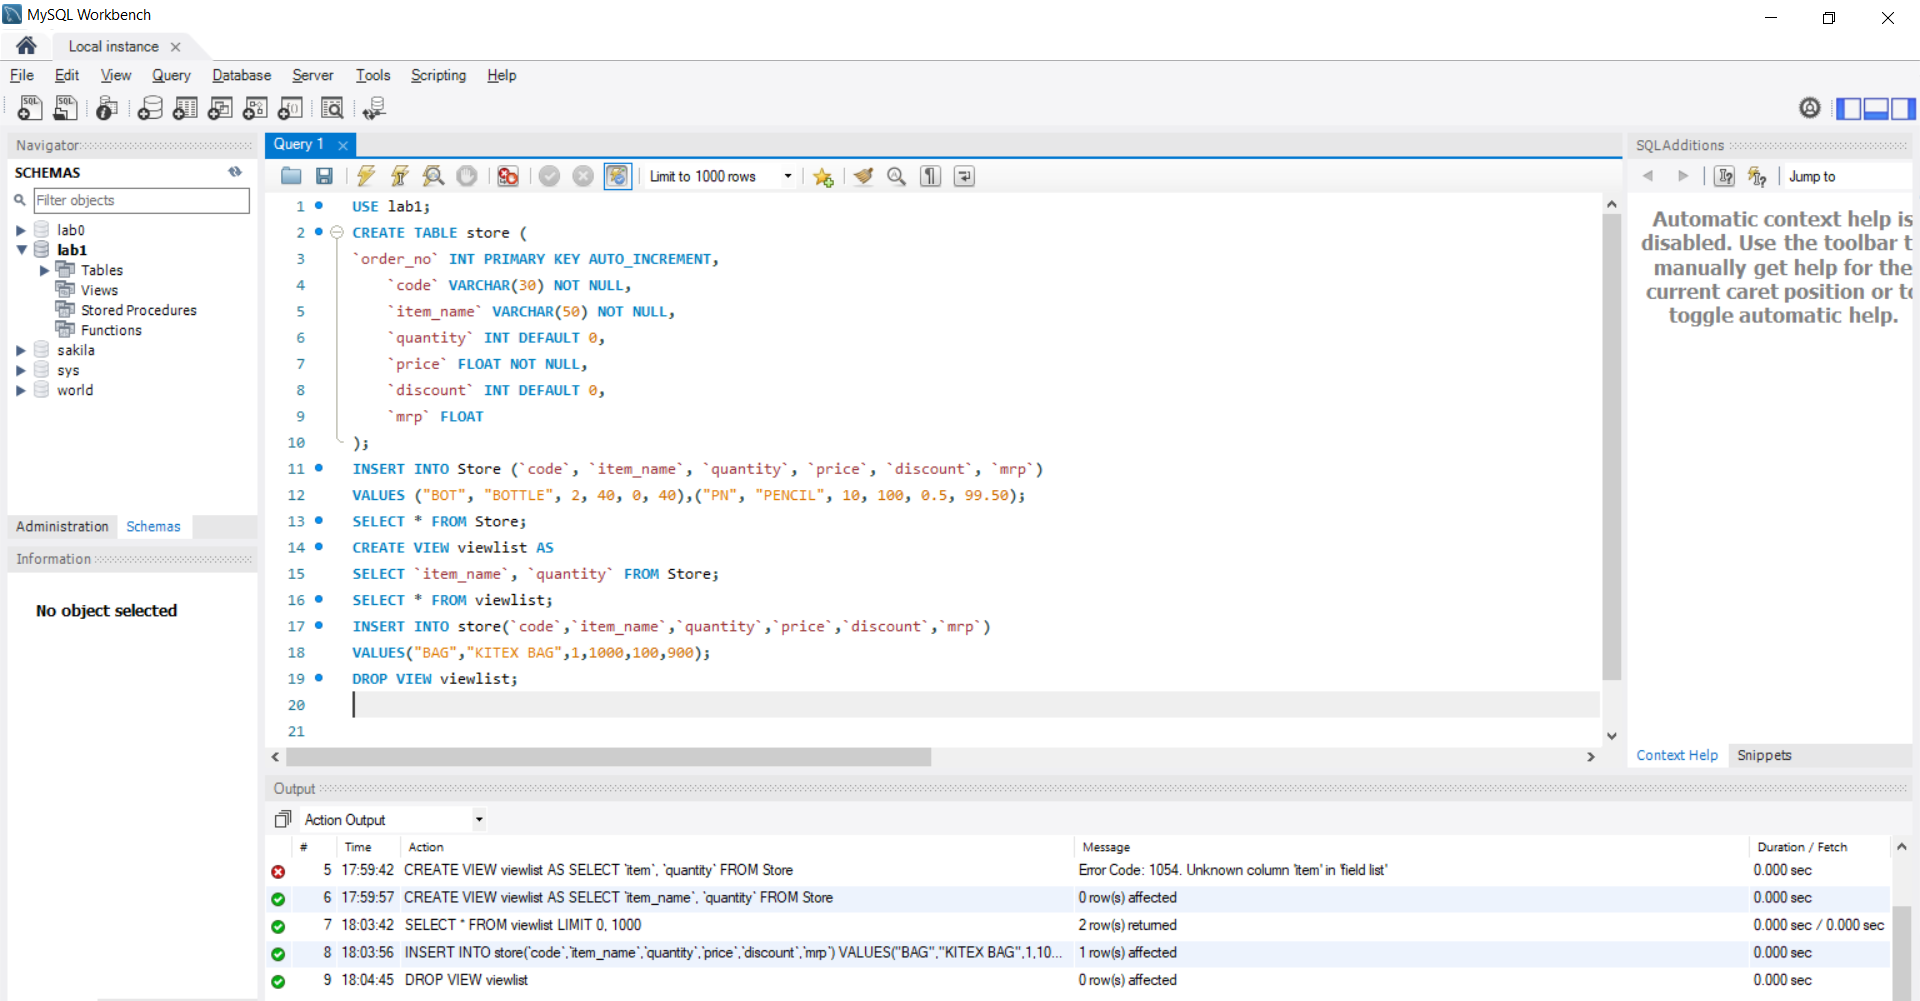 MySQL Workbench
Local instance
File Edit View Query Database Server Tools Scripting Help
Navigator
SCHEMAS
Filter objects
lab0
lab1
Tables
Views
Stored Procedures
Functions
sakila
sys
world
Administration Schemas
Information
No object selected
Query 1
Limit to 1000 rows
1 USE lab1;
2 CREATE TABLE store (
3 `order_no` INT PRIMARY KEY AUTO_INCREMENT,
4 `code` VARCHAR(30) NOT NULL,
5 `item_name` VARCHAR(50) NOT NULL,
6 `quantity` INT DEFAULT 0,
7 `price` FLOAT NOT NULL,
8 `discount` INT DEFAULT 0,
9 `mrp` FLOAT
10 );
11 INSERT INTO Store (`code`, `item_name`, `quantity`, `price`, `discount`, `mrp`)
12 VALUES ("BOT", "BOTTLE", 2, 40, 0, 40),("PN", "PENCIL", 10, 100, 0.5, 99.50);
13 SELECT * FROM Store;
14 CREATE VIEW viewlist AS
15 SELECT `item_name`, `quantity` FROM Store;
16 SELECT * FROM viewlist;
17 INSERT INTO store(`code`,`item_name`,`quantity`,`price`,`discount`,`mrp`)
18 VALUES("BAG","KITEX BAG",1,1000,100,900);
19 DROP VIEW viewlist;
20
21
SQLAdditions
Jump to
Automatic context help is
disabled. Use the toolbar t
manually get help for the
current caret position or to
toggle automatic help.
Context Help Snippets
Output
Action Output
# Time Action Message Duration / Fetch
5 17:59:42 CREATE VIEW viewlist AS SELECT `item`, `quantity` FROM Store Error Code: 1054. Unknown column 'item' in 'field list' 0.000 sec
6 17:59:57 CREATE VIEW viewlist AS SELECT `item_name`, `quantity` FROM Store 0 row(s) affected 0.000 sec
7 18:03:42 SELECT * FROM viewlist LIMIT 0, 1000 2 row(s) returned 0.000 sec / 0.000 sec
8 18:03:56 INSERT INTO store(`code`,`item_name`,`quantity`,`price`,`discount`,`mrp`) VALUES("BAG","KITEX BAG",1,10... 1 row(s) affected 0.000 sec
9 18:04:45 DROP VIEW viewlist 0 row(s) affected 0.000 sec